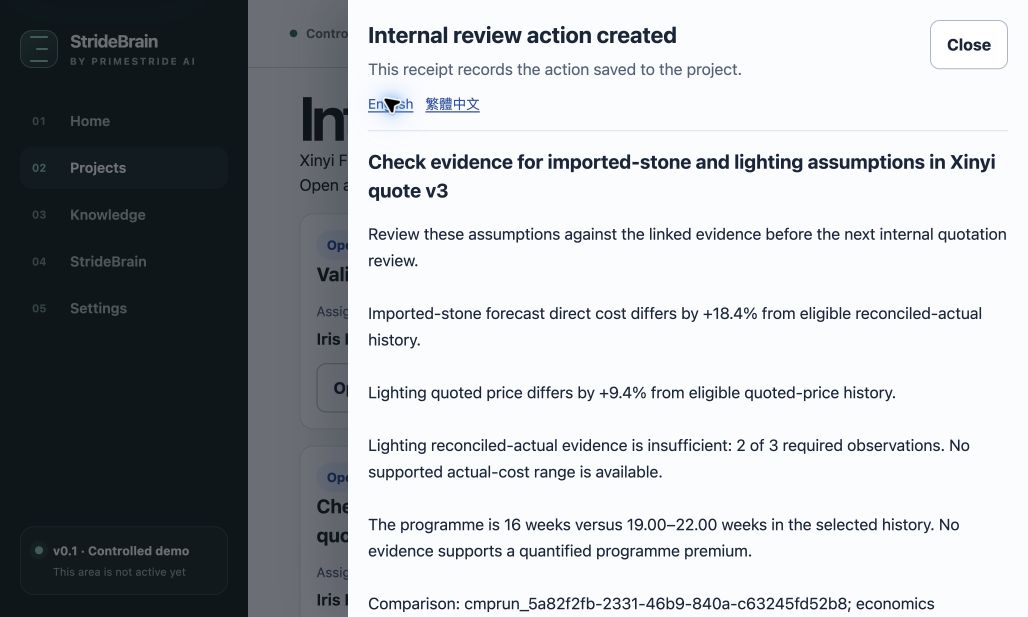 StrideBrain
BY PRIMESTRIDE AI
01 Home
02 Projects
03 Knowledge
04 StrideBrain
05 Settings
v0.1 · Controlled demo
This area is not active yet
Internal review action created
Close
This receipt records the action saved to the project.
English 繁體中文
Check evidence for imported-stone and lighting assumptions in Xinyi
quote v3
Review these assumptions against the linked evidence before the next internal quotation
review.
Imported-stone forecast direct cost differs by +18.4% from eligible reconciled-actual
history.
Lighting quoted price differs by +9.4% from eligible quoted-price history.
Lighting reconciled-actual evidence is insufficient: 2 of 3 required observations. No
supported actual-cost range is available.
The programme is 16 weeks versus 19.00–22.00 weeks in the selected history. No
evidence supports a quantified programme premium.
Comparison: cmprun_5a82f2fb-2331-46b9-840a-c63245fd52b8; economics